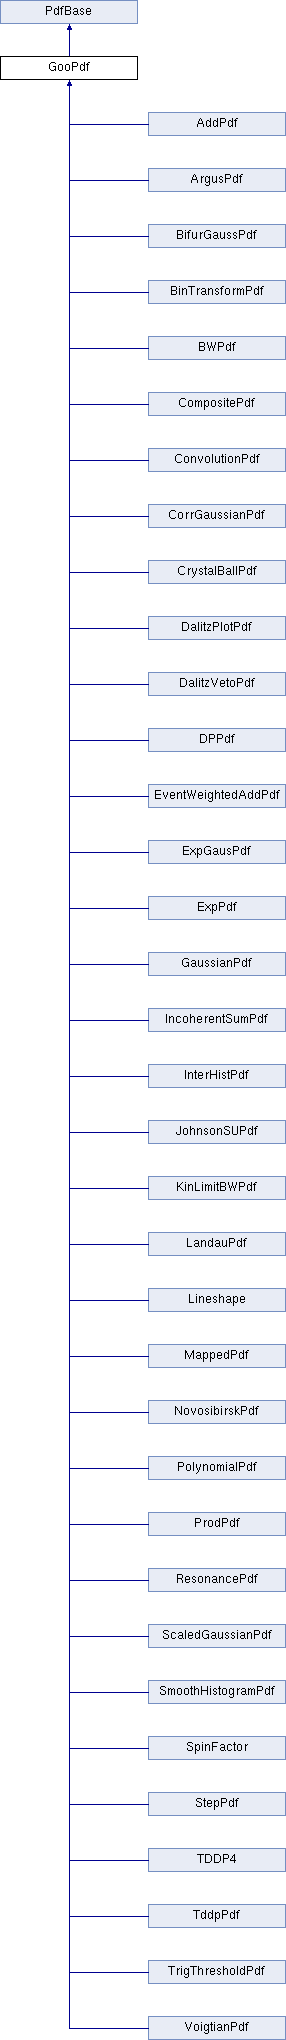 PdfBase
GooPdf
AddPdf
ArgusPdf
BifurGaussPdf
BinTransformPdf
BWPdf
CompositePdf
ConvolutionPdf
CorrGaussianPdf
CrystalBallPdf
DalitzPlotPdf
DalitzVetoPdf
DPPdf
EventWeightedAddPdf
ExpGausPdf
ExpPdf
GaussianPdf
IncoherentSumPdf
InterHistPdf
JohnsonSUPdf
KinLimitBWPdf
LandauPdf
Lineshape
MappedPdf
NovosibirskPdf
PolynomialPdf
ProdPdf
ResonancePdf
ScaledGaussianPdf
SmoothHistogramPdf
SpinFactor
StepPdf
TDDP4
TddpPdf
TrigThresholdPdf
VoigtianPdf